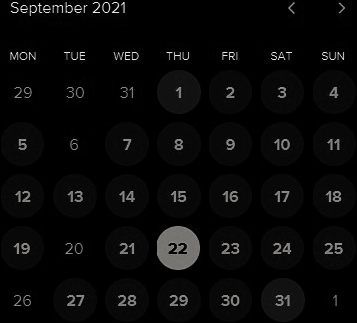 September 2021
MON TUE WED THU FRI SAT SUN
29 30 31 1 2 3 4
5 6 7 8 9 10 11
12 13 14 15 16 17 18
19 20 21 22 23 24 25
26 27 28 29 30 31 1